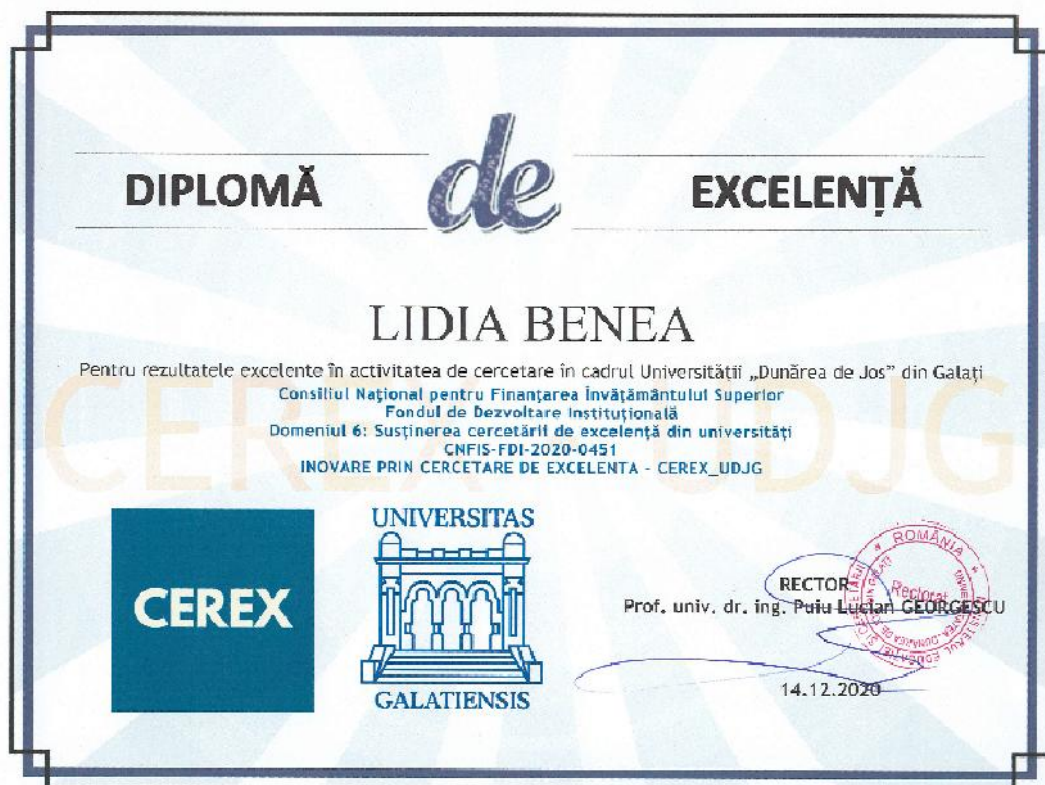 DIPLOMĂ de EXCELENȚĂ
LIDIA BENEA
Pentru rezultatele excelente în activitatea de cercetare în cadrul Universității „Dunărea de Jos” din Galați
Consiliul Național pentru Finanțarea Învățământului Superior
Fondul de Dezvoltare Instituțională
Domeniul 6: Susținerea cercetării de excelență din universități
CNFIS-FDI-2020-0451
INOVARE PRIN CERCETARE DE EXCELENTA - CEREX_UDJG
CEREX UDJG
CEREX
UNIVERSITAS
GALATIENSIS
RECTOR
Prof. univ. dr. ing. Puiu Lucian GEORGESCU
14.12.2020
ROMÂNIA
Rectorat